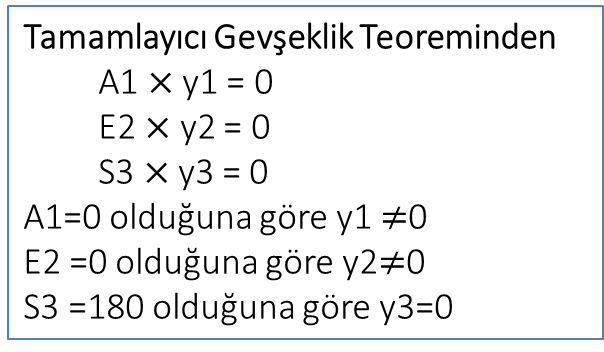 Tamamlayıcı Gevşeklik Teoreminden
A1 × y1 = 0
E2 × y2 = 0
S3 × y3 = 0
A1=0 olduğuna göre y1 ≠0
E2 =0 olduğuna göre y2≠0
S3 =180 olduğuna göre y3=0